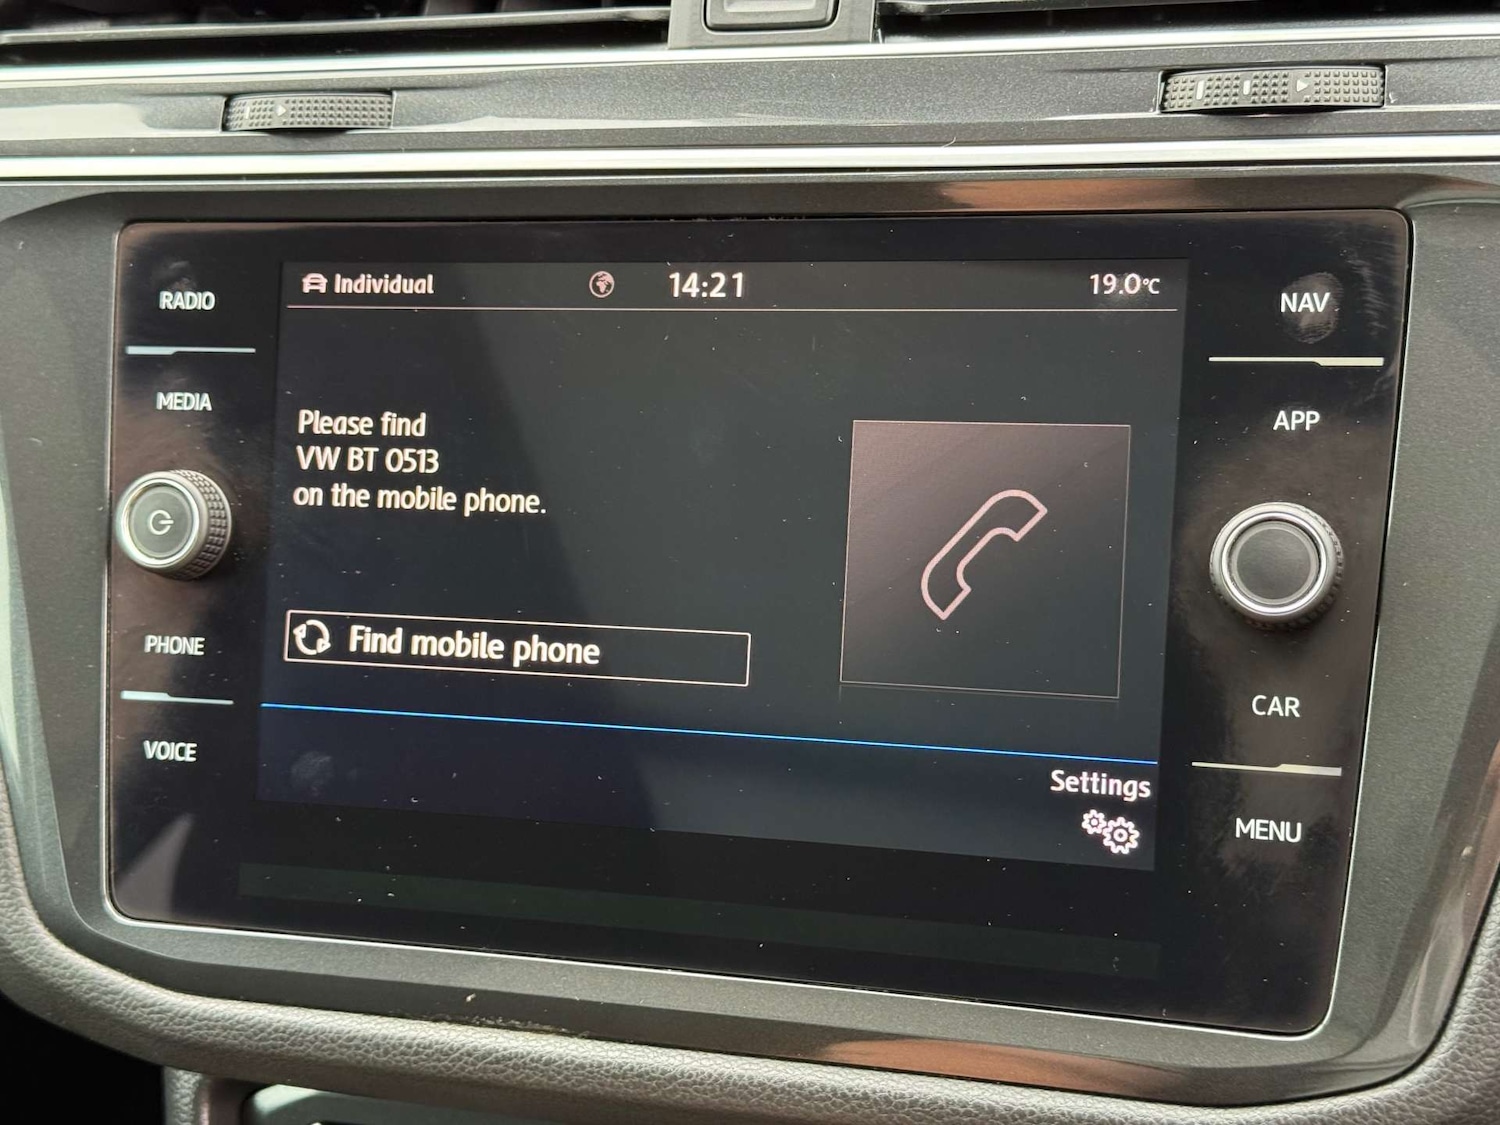 Individual 14:21 19.0°C
RADIO
MEDIA
PHONE
VOICE
Please find
VW BT 0513
on the mobile phone.
Find mobile phone
Settings
NAV
APP
CAR
MENU